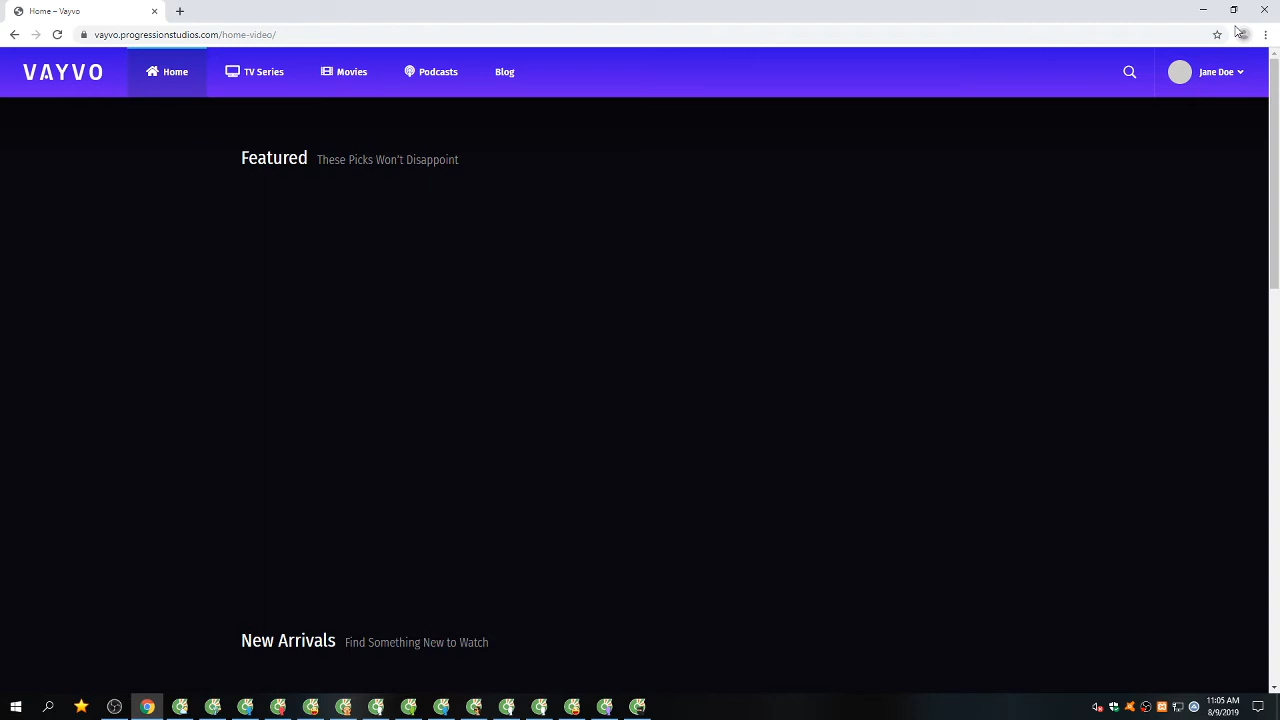 Home – Vayvo
vayvo.progressionstudios.com/home-video/
VAYVO Home TV Series Movies Podcasts Blog Jane Doe
Featured These Picks Won't Disappoint
New Arrivals Find Something New to Watch
11:05 AM
8/9/2019